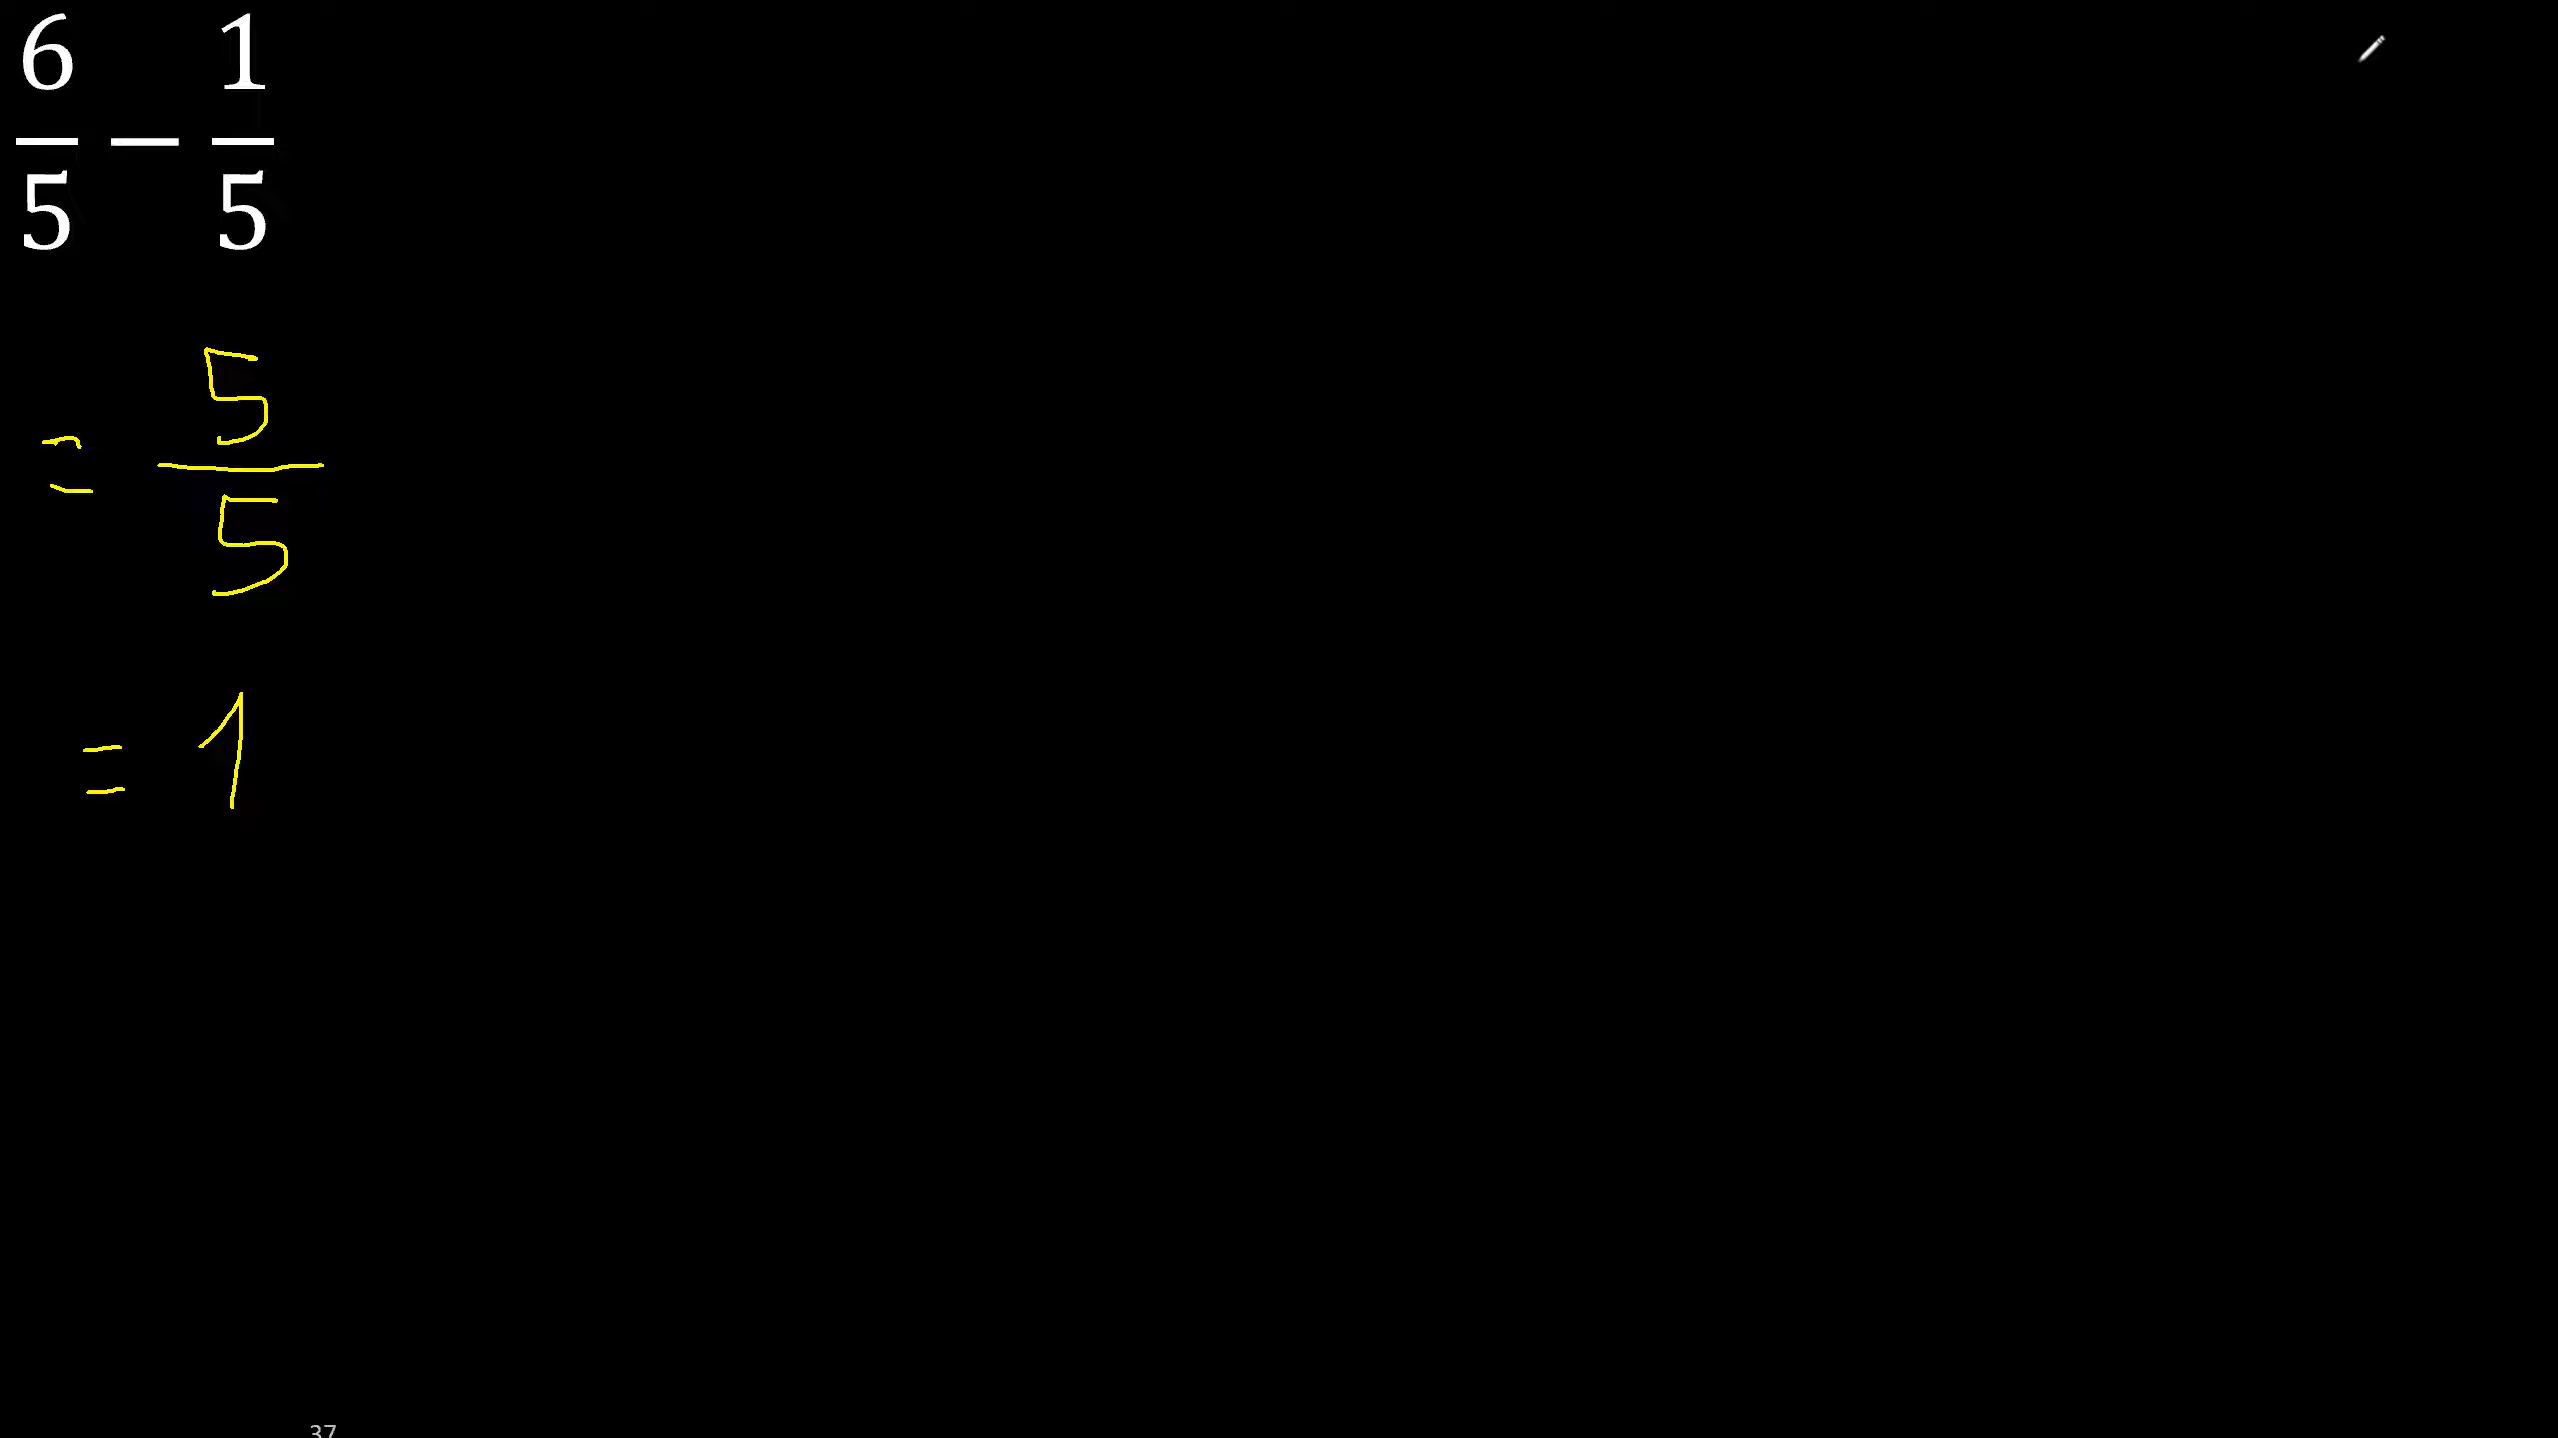 6/5 − 1/5
= 5/5
= 1
37